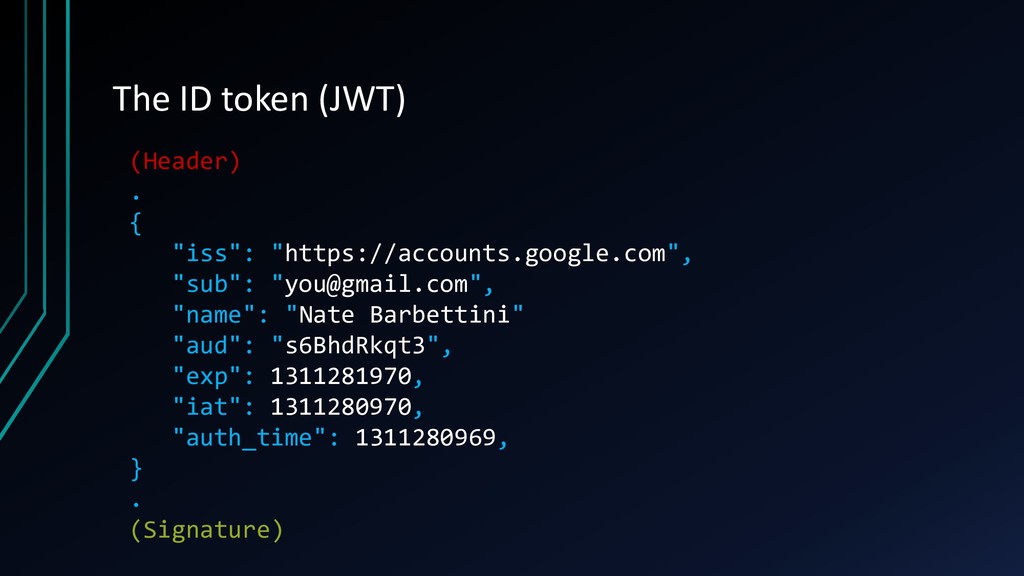 The ID token (JWT)
(Header)
.
{
"iss": "https://accounts.google.com",
"sub": "you@gmail.com",
"name": "Nate Barbettini"
"aud": "s6BhdRkqt3",
"exp": 1311281970,
"iat": 1311280970,
"auth_time": 1311280969,
}
.
(Signature)